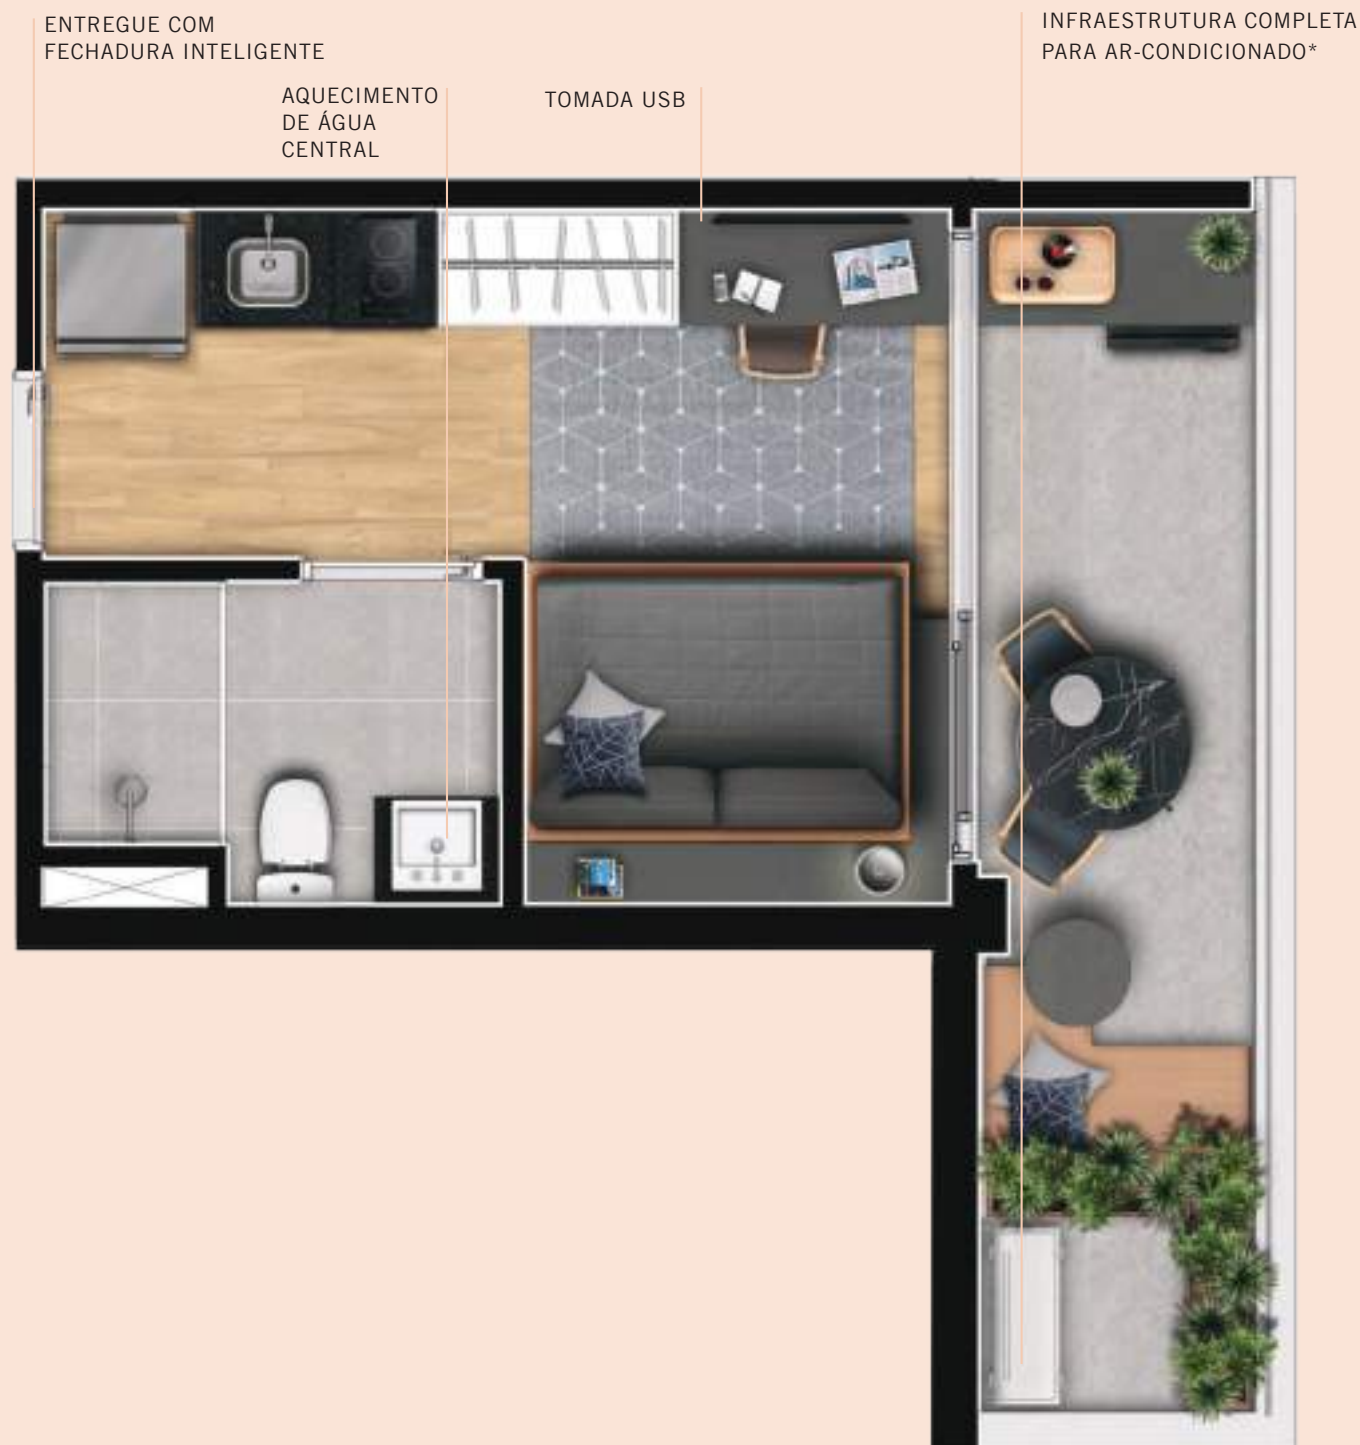 ENTREGUE COM
FECHADURA INTELIGENTE
AQUECIMENTO
DE ÁGUA
CENTRAL
TOMADA USB
INFRAESTRUTURA COMPLETA
PARA AR-CONDICIONADO*